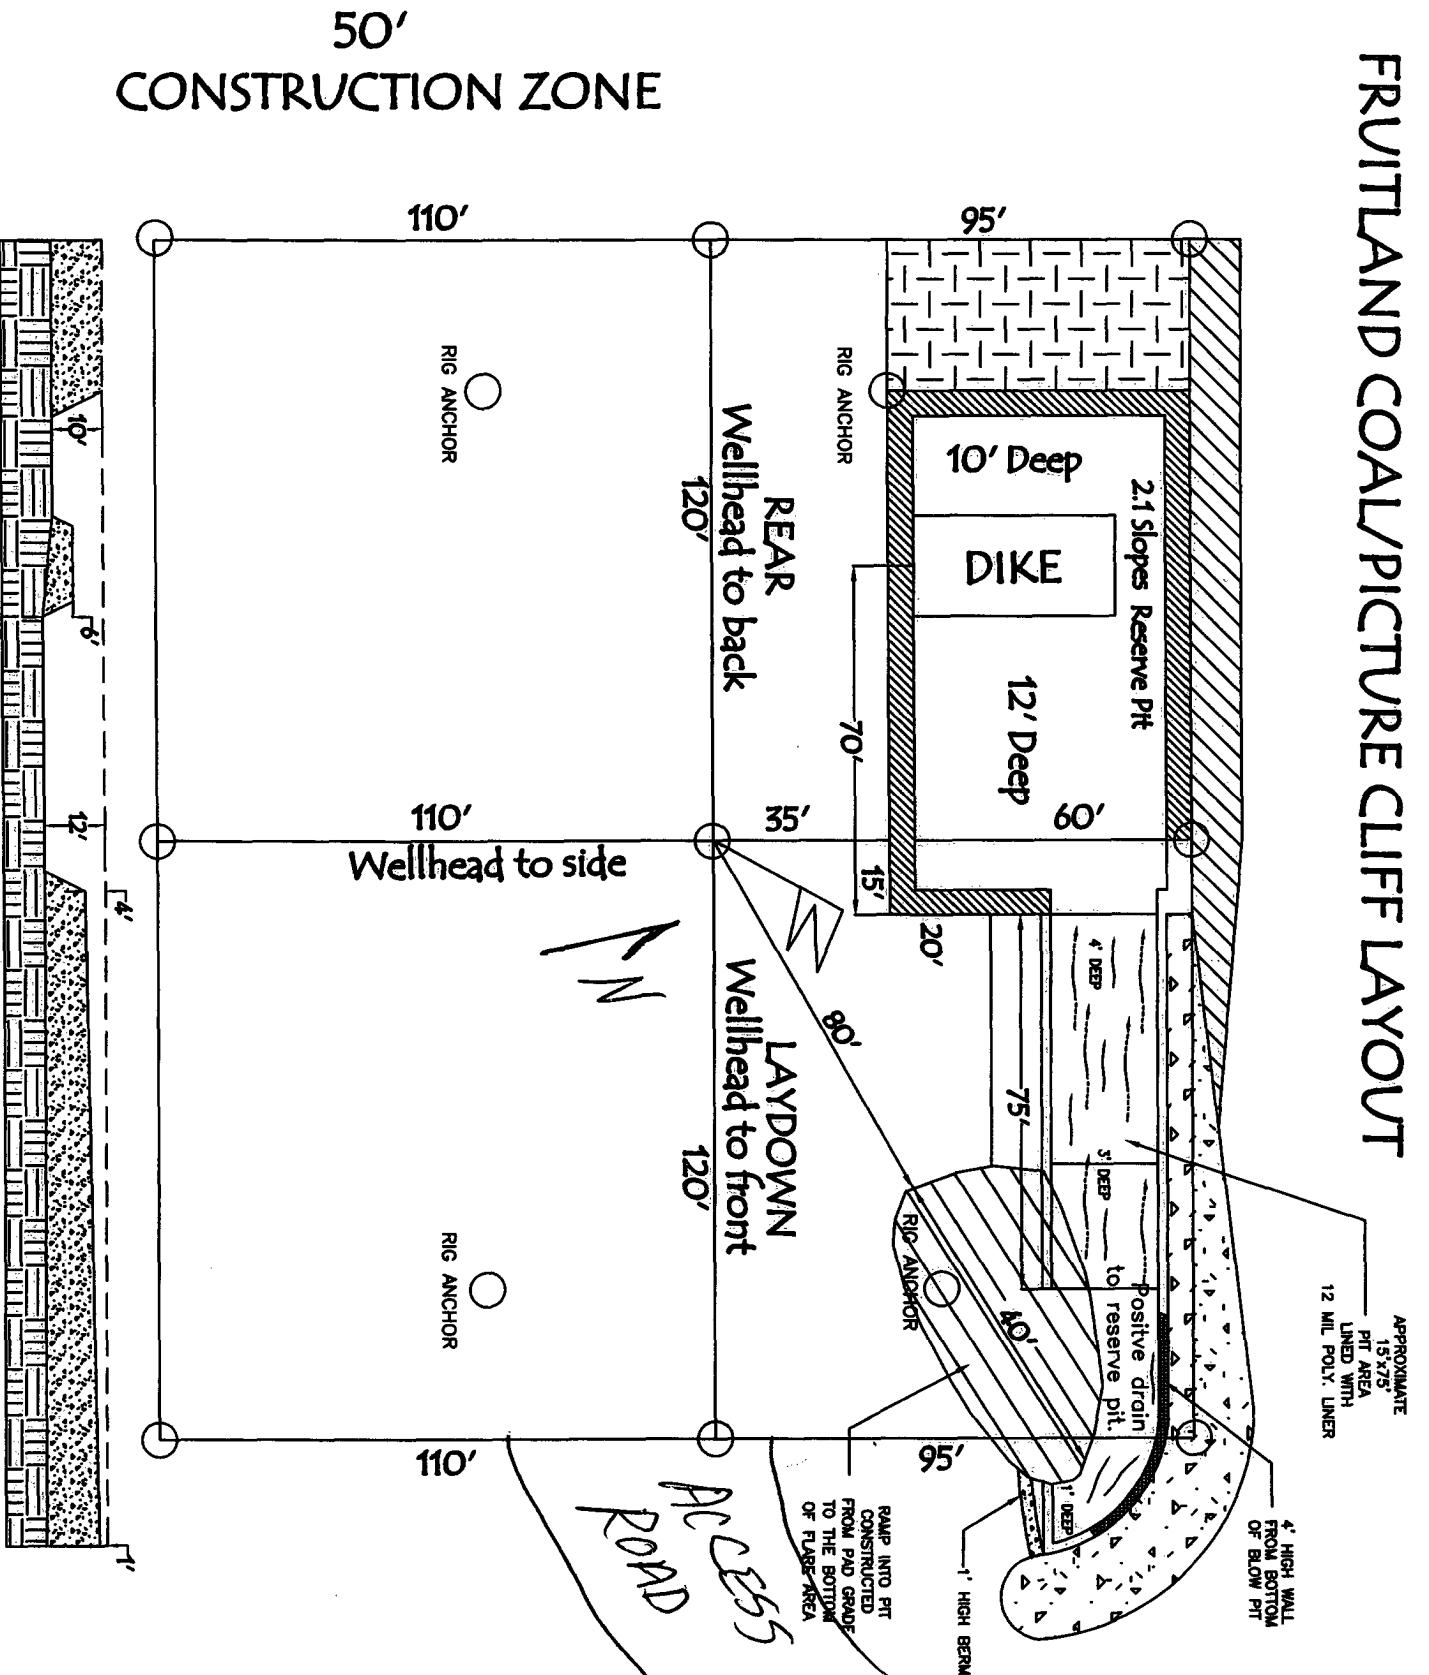 FRUITLAND COAL/PICTURE CLIFF LAYOUT
50'
CONSTRUCTION ZONE
110'
95'
RIG ANCHOR
RIG ANCHOR
10' Deep
DIKE
2.1 Slopes Reserve Pit
12' Deep
REAR
Wellhead to back
120'
70'
15'
110'
Wellhead to side
35'
60'
20'
N
80'
LAYDOWN
Wellhead to front
120'
75'
4' DEEP
3' DEEP
1' DEEP
Positve drain
to reserve pit.
40'
RIG ANCHOR
RIG ANCHOR
110'
95'
ACCESS
ROAD
APPROXIMATE
15'x75'
PIT AREA
LINED WITH
12 MIL POLY. LINER
4' HIGH WALL
FROM BOTTOM
OF BLOW PIT
RAMP INTO PIT
CONSTRUCTED
FROM PAD GRADE
TO THE BOTTOM
OF FLARE AREA
1' HIGH BERM
10'
6'
12'
4'
1'